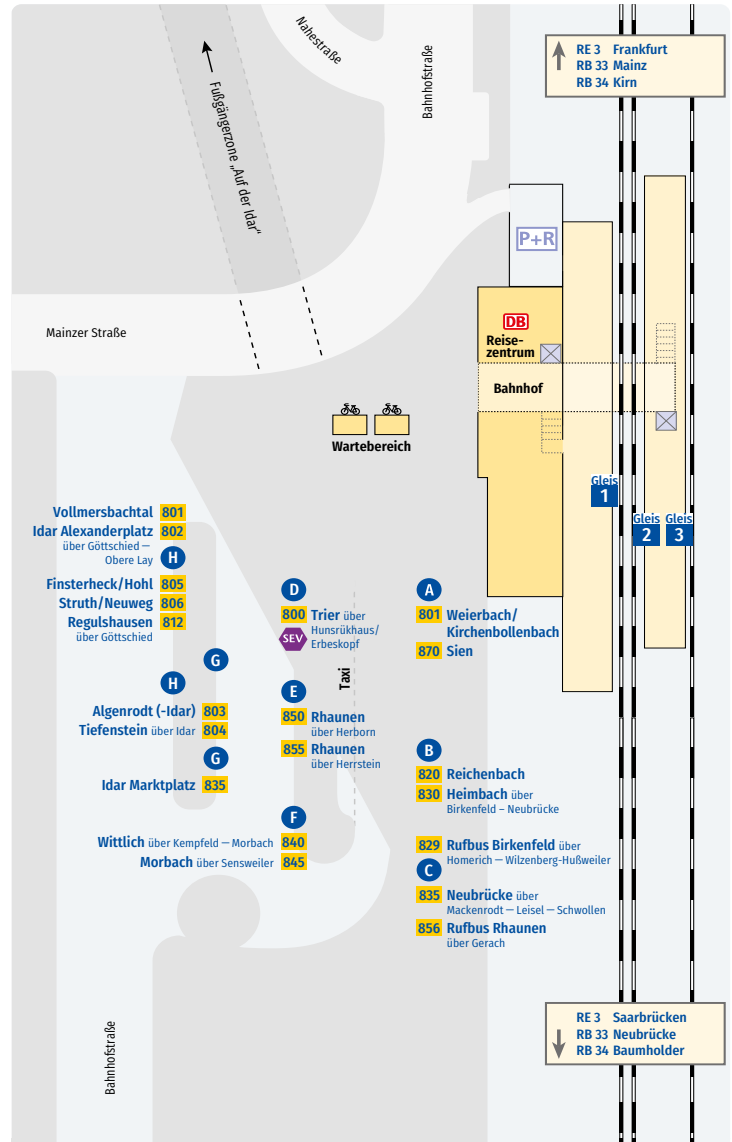 Nahestraße
Bahnhofstraße
RE 3 Frankfurt
RB 33 Mainz
RB 34 Kirn
Fußgängerzone „Auf der Idar“
P+R
Mainzer Straße
DB
Reise-
zentrum
Bahnhof
Wartebereich
Gleis
1
Gleis
2
Gleis
3
Vollmersbachtal 801
Idar Alexanderplatz 802
über Göttschied —
Obere Lay
H
Finsterheck/Hohl 805
Struth/Neuweg 806
Regulshausen 812
über Göttschied
G
H
Algenrodt (-Idar) 803
Tiefenstein über Idar 804
G
Idar Marktplatz 835
D
800 Trier über
Hunsrükhaus/
Erbeskopf
SEV
Taxi
E
850 Rhaunen
über Herborn
855 Rhaunen
über Herrstein
F
Wittlich über Kempfeld — Morbach 840
Morbach über Sensweiler 845
A
801 Weierbach/
Kirchenbollenbach
870 Sien
B
820 Reichenbach
830 Heimbach über
Birkenfeld – Neubrücke
829 Rufbus Birkenfeld über
Homerich — Wilzenberg-Hußweiler
C
835 Neubrücke über
Mackenrodt — Leisel — Schwollen
856 Rufbus Rhaunen
über Gerach
RE 3 Saarbrücken
RB 33 Neubrücke
RB 34 Baumholder
Bahnhofstraße